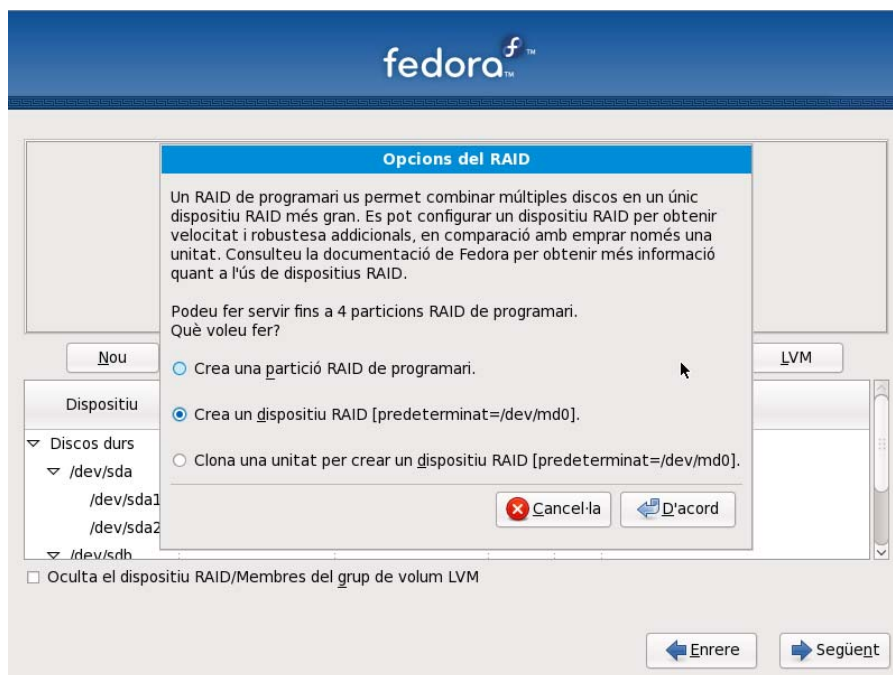 fedora
Opcions del RAID
Un RAID de programari us permet combinar múltiples discos en un únic
dispositiu RAID més gran. Es pot configurar un dispositiu RAID per obtenir
velocitat i robustesa addicionals, en comparació amb emprar només una
unitat. Consulteu la documentació de Fedora per obtenir més informació
quant a l'ús de dispositius RAID.
Podeu fer servir fins a 4 particions RAID de programari.
Què voleu fer?
Nou
LVM
Crea una partició RAID de programari.
Dispositiu
Crea un dispositiu RAID [predeterminat=/dev/md0].
Discos durs
Clona una unitat per crear un dispositiu RAID [predeterminat=/dev/md0].
/dev/sda
/dev/sda1
/dev/sda2
Cancel·la
D'acord
/dev/sdb
Oculta el dispositiu RAID/Membres del grup de volum LVM
Enrere
Següent